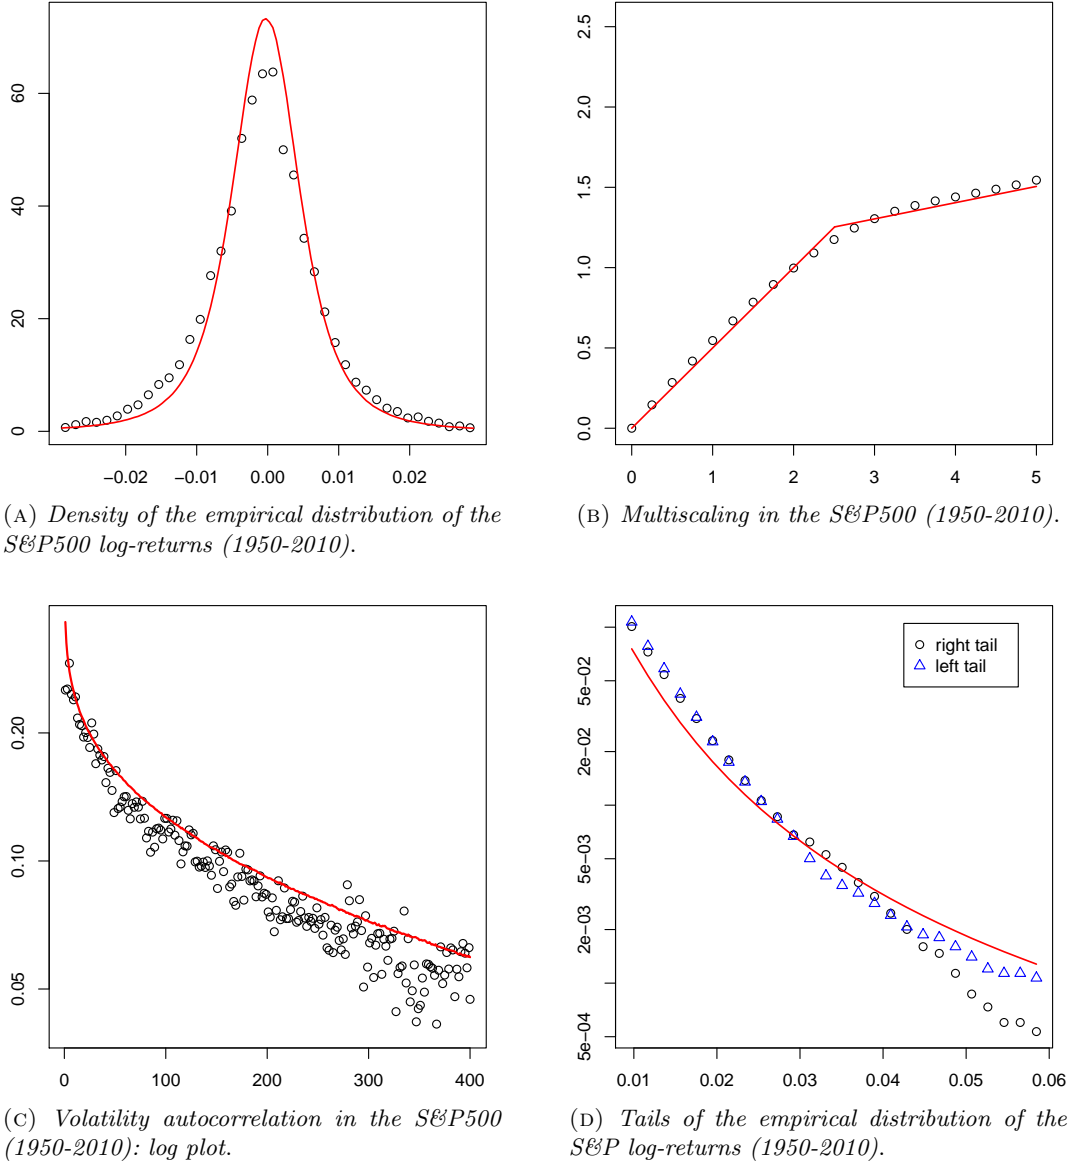 60
40
20
0
−0.02 −0.01 0.00 0.01 0.02
(A) Density of the empirical distribution of the
S&P500 log-returns (1950-2010).
2.5
2.0
1.5
1.0
0.5
0.0
0 1 2 3 4 5
(B) Multiscaling in the S&P500 (1950-2010).
0.20
0.10
0.05
0 100 200 300 400
(C) Volatility autocorrelation in the S&P500
(1950-2010): log plot.
right tail
left tail
5e−02
2e−02
5e−03
2e−03
5e−04
0.01 0.02 0.03 0.04 0.05 0.06
(D) Tails of the empirical distribution of the
S&P log-returns (1950-2010).